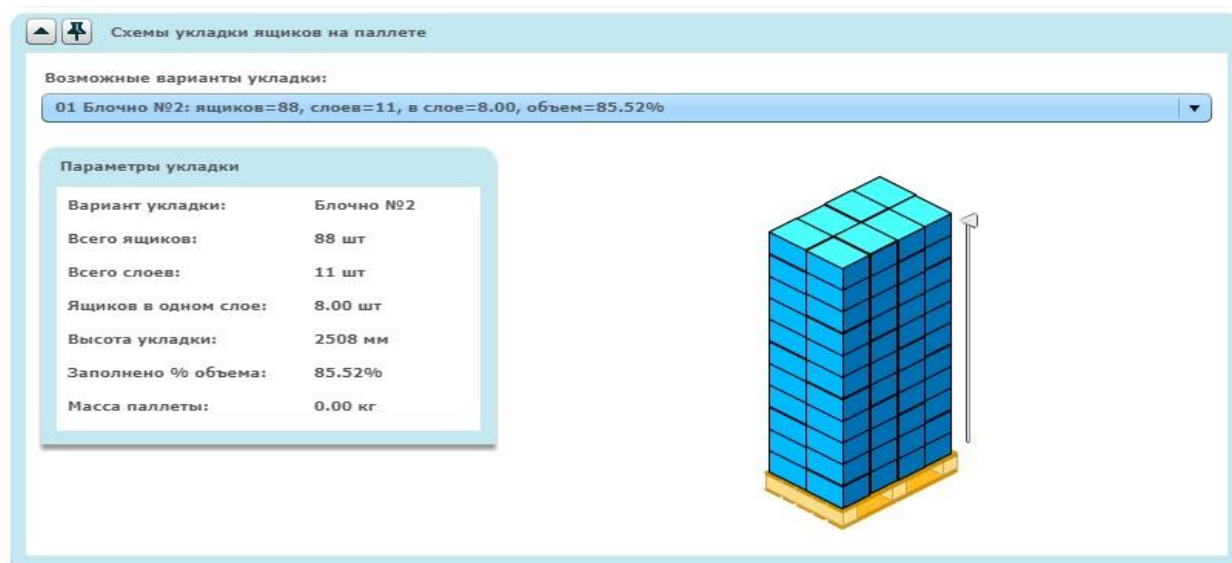 Схемы укладки ящиков на паллете
Возможные варианты укладки:
01 Блочно №2: ящиков=88, слоев=11, в слое=8.00, объем=85.52%
Параметры укладки
Вариант укладки: Блочно №2
Всего ящиков: 88 шт
Всего слоев: 11 шт
Ящиков в одном слое: 8.00 шт
Высота укладки: 2508 мм
Заполнено % объема: 85.52%
Масса паллеты: 0.00 кг